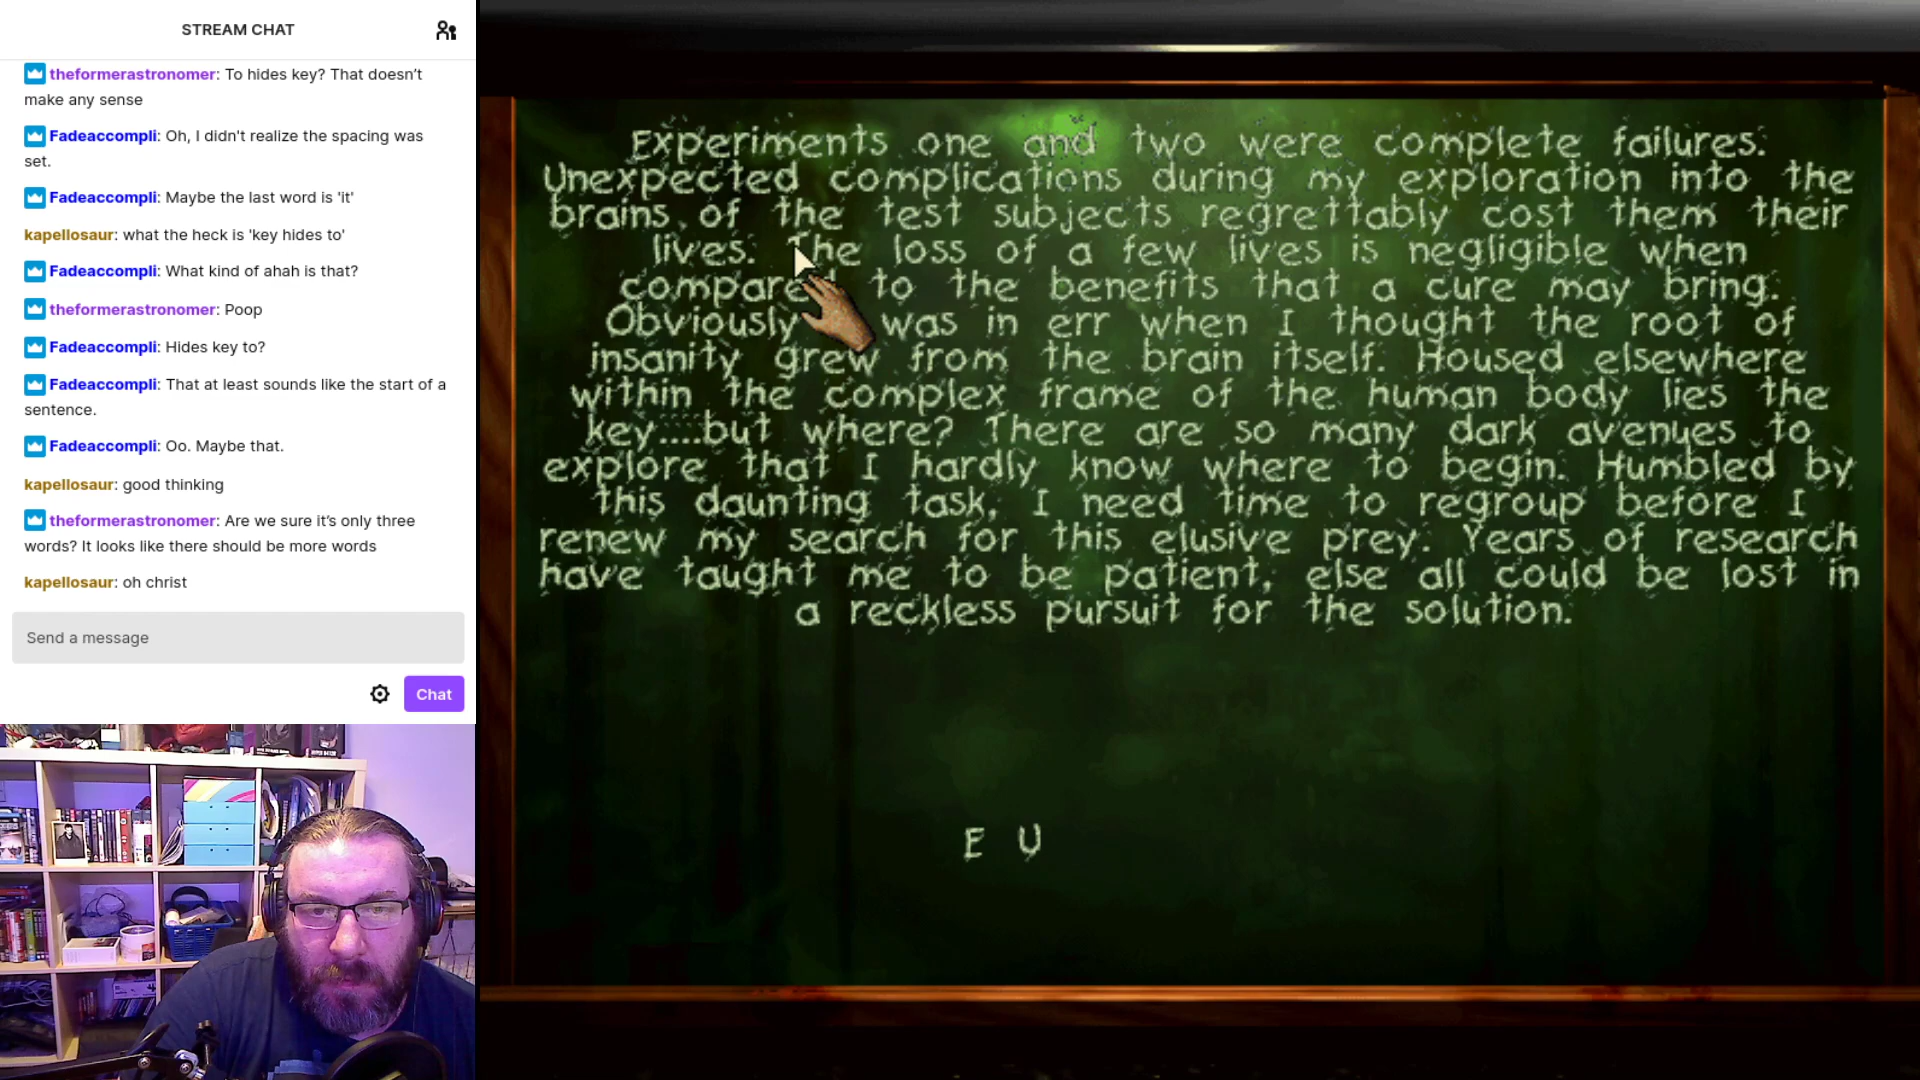 STREAM CHAT
theformerastronomer: To hides key? That doesn’t
make any sense
Fadeaccompli: Oh, I didn't realize the spacing was
set.
Fadeaccompli: Maybe the last word is 'it'
kapellosaur: what the heck is 'key hides to'
Fadeaccompli: What kind of ahah is that?
theformerastronomer: Poop
Fadeaccompli: Hides key to?
Fadeaccompli: That at least sounds like the start of a
sentence.
Fadeaccompli: Oo. Maybe that.
kapellosaur: good thinking
theformerastronomer: Are we sure it’s only three
words? It looks like there should be more words
kapellosaur: oh christ
Send a message
Chat
Experiments one and two were complete failures.
Unexpected complications during my exploration into the
brains of the test subjects regrettably cost them their
lives. The loss of a few lives is negligible when
compared to the benefits that a cure may bring.
Obviously was in err when I thought the root of
insanity grew from the brain itself. Housed elsewhere
within the complex frame of the human body lies the
key....but where? There are so many dark avenues to
explore that I hardly know where to begin. Humbled by
this daunting task, I need time to regroup before I
renew my search for this elusive prey. Years of research
have taught me to be patient, else all could be lost in
a reckless pursuit for the solution.
E U